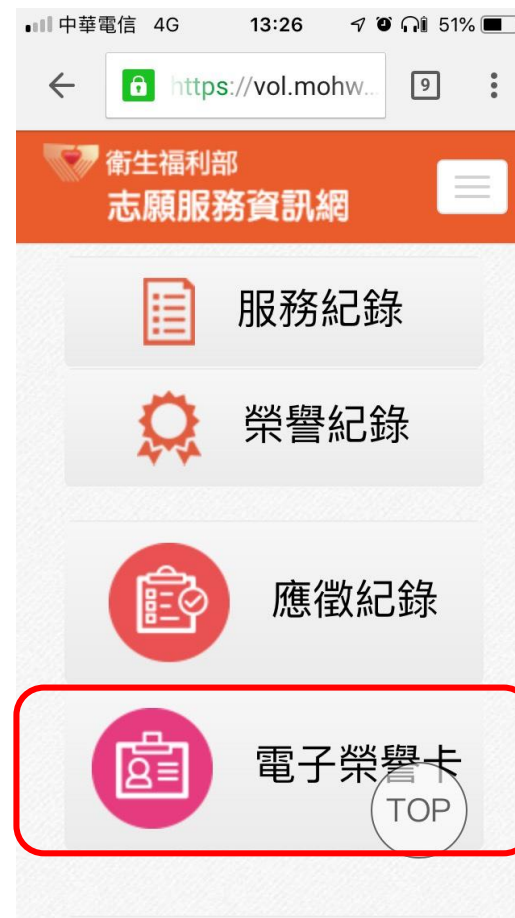 中華電信 4G 13:26 51%
https://vol.mohw... 9
衛生福利部
志願服務資訊網
服務紀錄
榮譽紀錄
應徵紀錄
電子榮譽卡
TOP